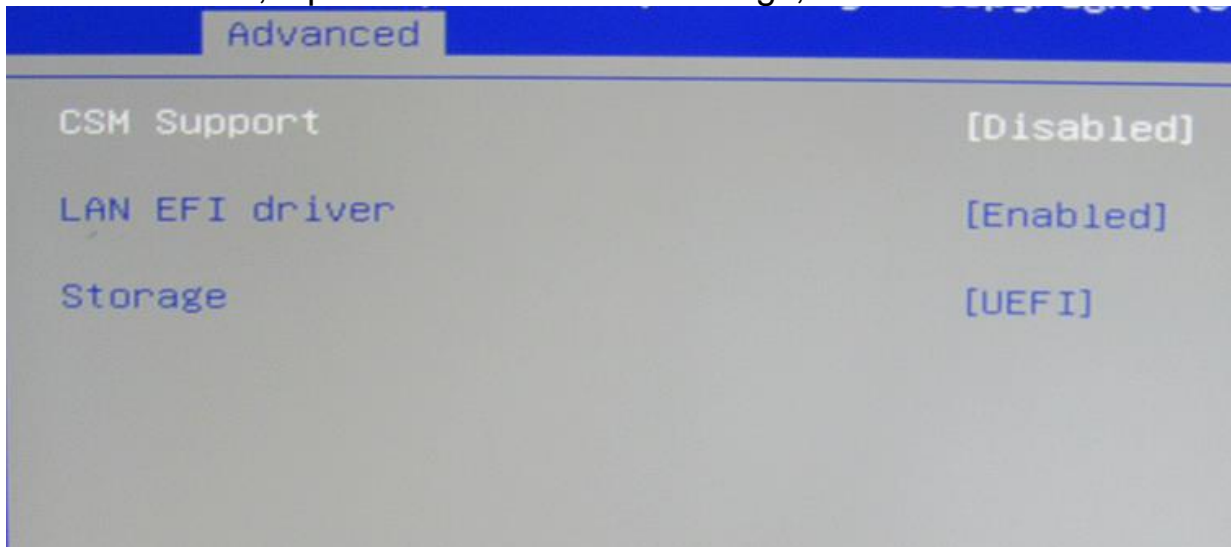 Advanced
CSM Support [Disabled]
LAN EFI driver [Enabled]
Storage [UEFI]